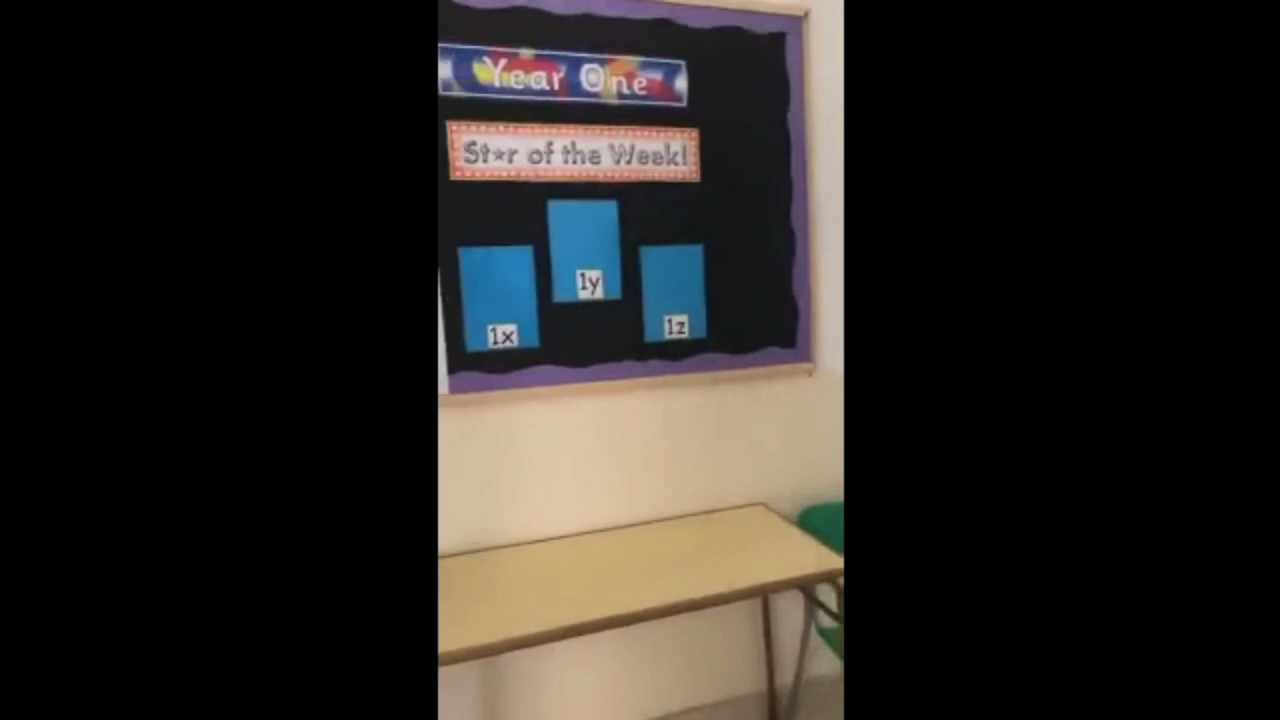 Year One
St★r of the Week!
1y
1x
1z